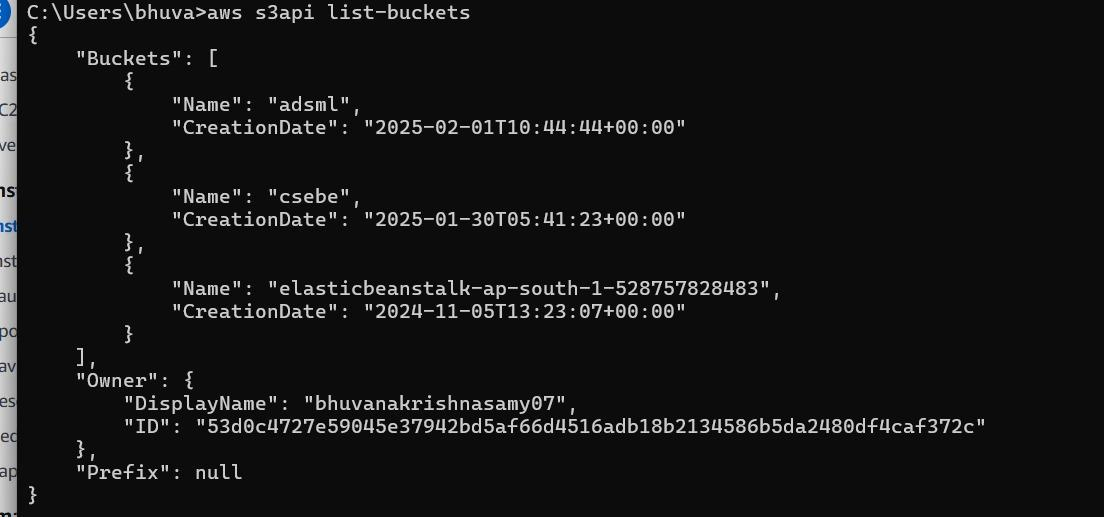 C:\Users\bhuva>aws s3api list-buckets
{
    "Buckets": [
        {
            "Name": "adsml",
            "CreationDate": "2025-02-01T10:44:44+00:00"
        },
        {
            "Name": "csebe",
            "CreationDate": "2025-01-30T05:41:23+00:00"
        },
        {
            "Name": "elasticbeanstalk-ap-south-1-528757828483",
            "CreationDate": "2024-11-05T13:23:07+00:00"
        }
    ],
    "Owner": {
        "DisplayName": "bhuvanakrishnasamy07",
        "ID": "53d0c4727e59045e37942bd5af66d4516adb18b2134586b5da2480df4caf372c"
    },
    "Prefix": null
}